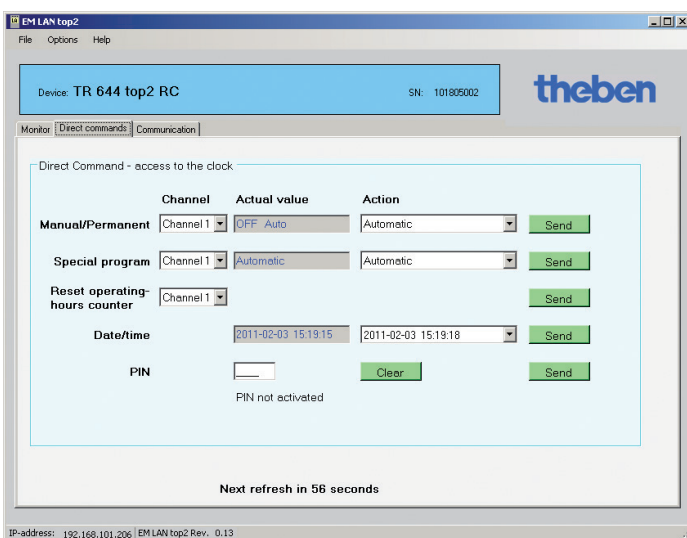 EM LAN top2
File Options Help
Device: TR 644 top2 RC SN: 101805002
theben
Monitor Direct commands Communication
Direct Command - access to the clock
Channel Actual value Action
Manual/Permanent Channel 1 OFF Auto Automatic Send
Special program Channel 1 Automatic Automatic Send
Reset operating-
hours counter Channel 1 Send
Date/time 2011-02-03 15:19:15 2011-02-03 15:19:18 Send
PIN ___ Clear Send
PIN not activated
Next refresh in 56 seconds
IP-address: 192.168.101.206 EM LAN top2 Rev. 0.13